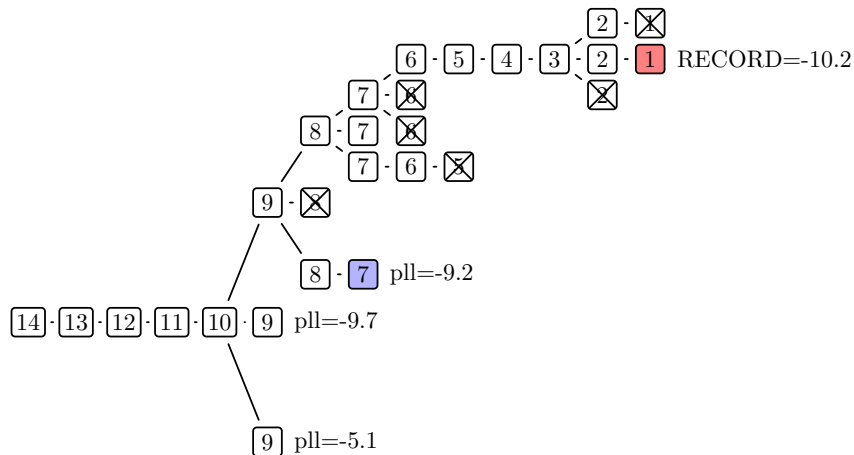 2 1
6 5 4 3 2 1 RECORD=-10.2
7 6 2
8 7 6
7 6 5
9 8
8 7 pll=-9.2
14 13 12 11 10 9 pll=-9.7
9 pll=-5.1